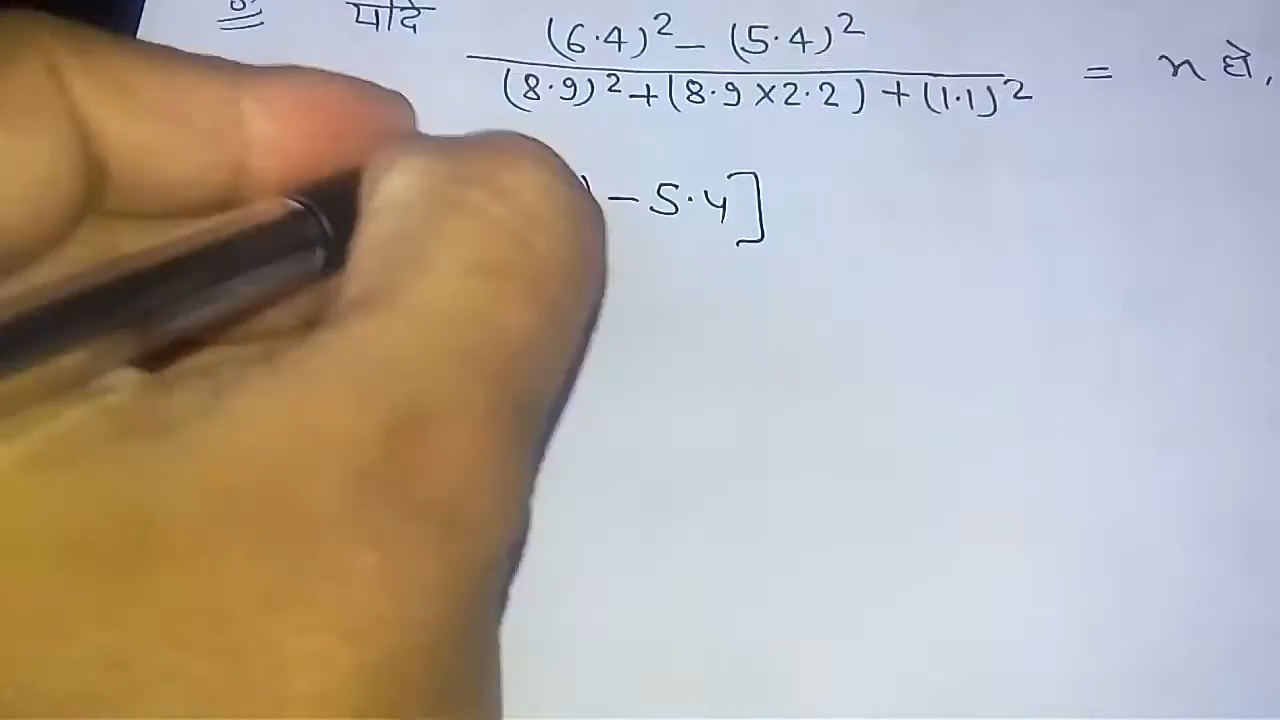 यदि (6.4)² - (5.4)² / (8.9)² + (8.9 × 2.2) + (1.1)² = n हो,
- 5.4]